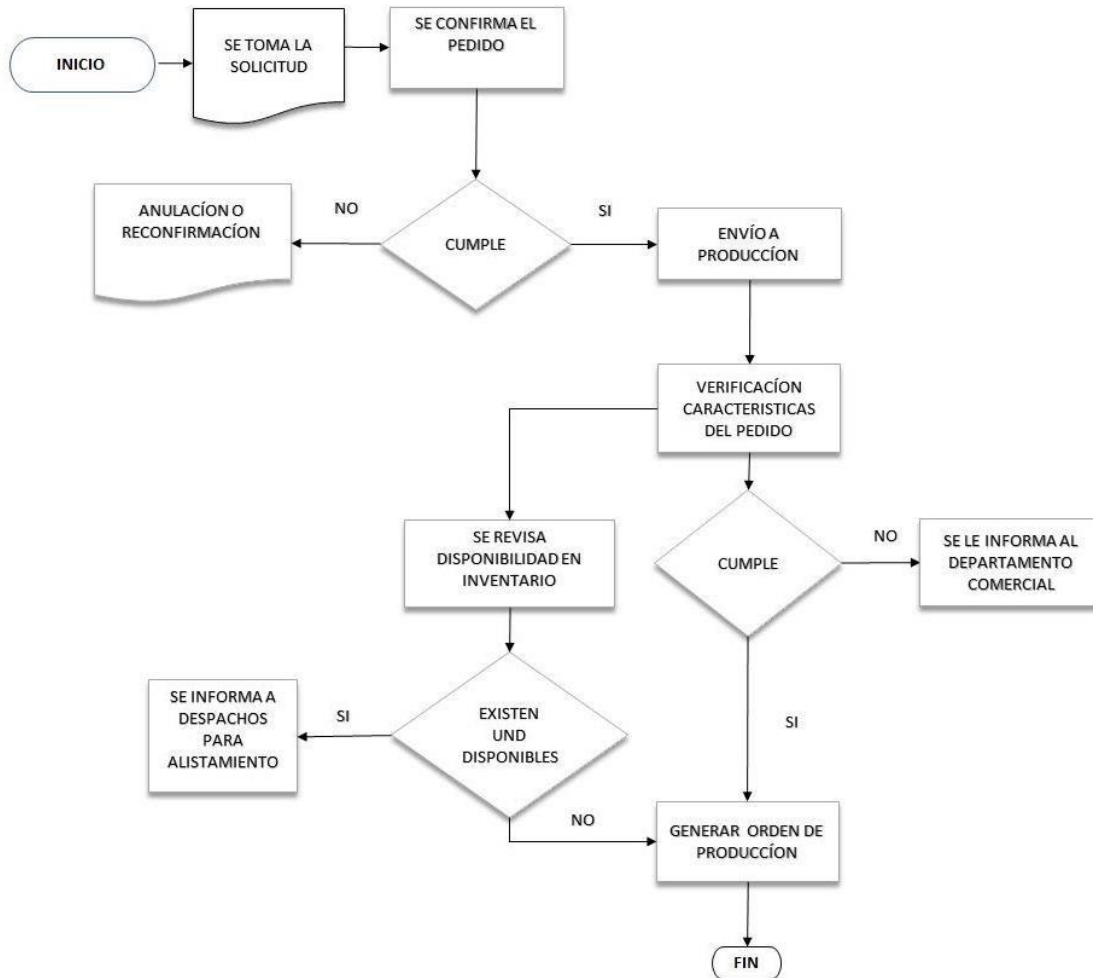 INICIO
SE TOMA LA
SOLICITUD
SE CONFIRMA EL
PEDIDO
ANULACÍON O
RECONFIRMACÍON
NO
CUMPLE
SI
ENVÍO A
PRODUCCÍON
VERIFICACÍON
CARACTERISTICAS
DEL PEDIDO
SE REVISA
DISPONIBILIDAD EN
INVENTARIO
CUMPLE
NO
SE LE INFORMA AL
DEPARTAMENTO
COMERCIAL
SE INFORMA A
DESPACHOS
PARA
ALISTAMIENTO
SI
EXISTEN
UND
DISPONIBLES
SI
NO
GENERAR ORDEN DE
PRODUCCÍON
FIN